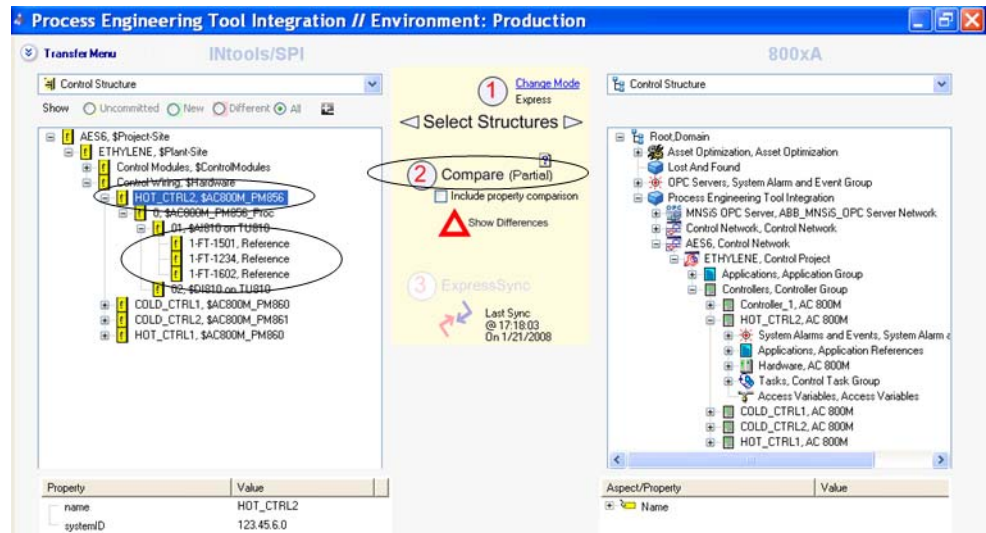 Process Engineering Tool Integration // Environment: Production
Transfer Menu
INtools/SPI
800xA
Control Structure
Show Uncommitted New Different All
AES6, $Project-Site
ETHYLENE, $Plant-Site
Control Modules, $ControlModules
Control Wiring, $Hardware
HOT_CTRL2, $AC800M_PM856
0, $AC800M_PM856_Proc
01, $AI810 on TU810
1-FT-1501, Reference
1-FT-1234, Reference
1-FT-1602, Reference
02, $DI810 on TU810
COLD_CTRL1, $AC800M_PM860
COLD_CTRL2, $AC800M_PM861
HOT_CTRL1, $AC800M_PM860
Property Value
name HOT_CTRL2
systemID 123.45.6.0
1
Change Mode
Express
Select Structures
?
2 Compare (Partial)
Include property comparison
Show Differences
3 ExpressSync
Last Sync
@ 17:18:03
On 1/21/2008
Control Structure
Root,Domain
Asset Optimization, Asset Optimization
Lost And Found
OPC Servers, System Alarm and Event Group
Process Engineering Tool Integration
MNSiS OPC Server, ABB_MNSiS_OPC Server Network
Control Network, Control Network
AES6, Control Network
ETHYLENE, Control Project
Applications, Application Group
Controllers, Controller Group
Controller_1, AC 800M
HOT_CTRL2, AC 800M
System Alarms and Events, System Alarm a
Applications, Application References
Hardware, AC 800M
Tasks, Control Task Group
Access Variables, Access Variables
COLD_CTRL1, AC 800M
COLD_CTRL2, AC 800M
HOT_CTRL1, AC 800M
Aspect/Property Value
Name